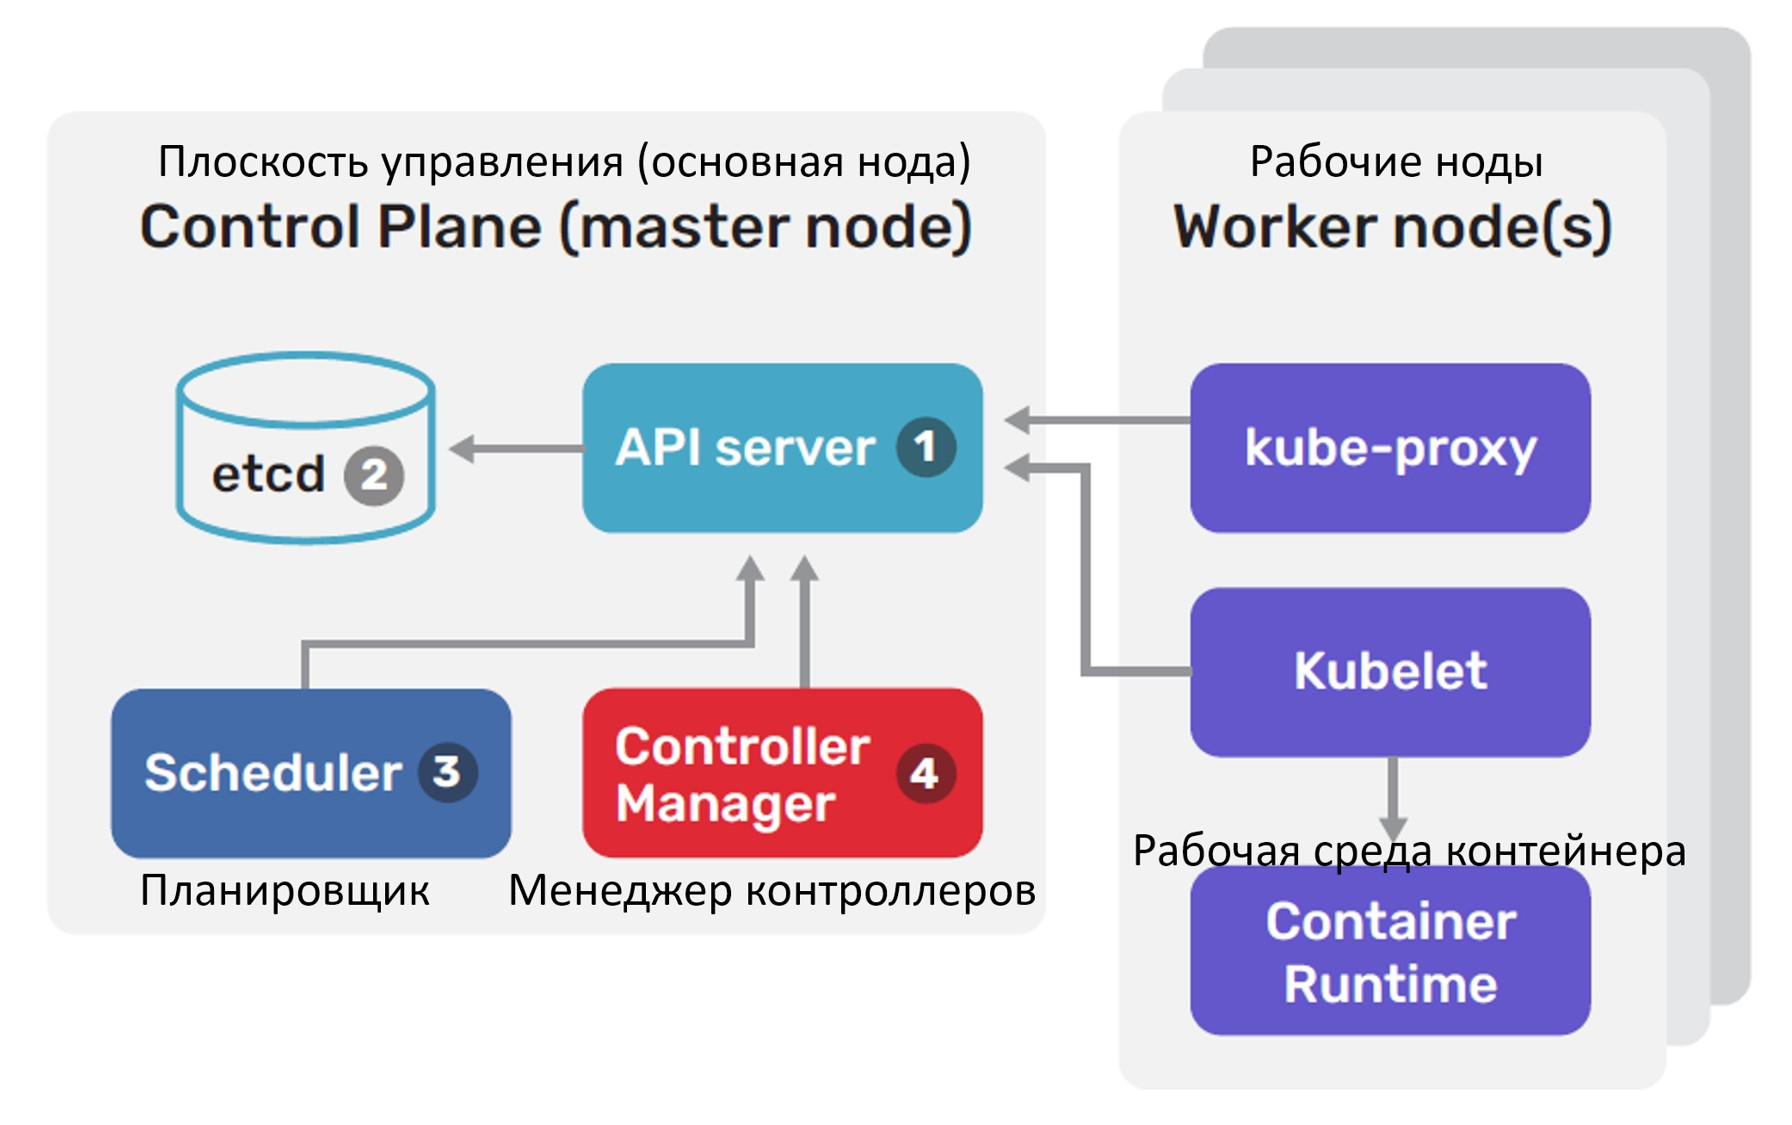 Плоскость управления (основная нода)
Control Plane (master node)
etcd 2
API server 1
Scheduler 3
Планировщик
Controller
Manager 4
Менеджер контроллеров
Рабочие ноды
Worker node(s)
kube-proxy
Kubelet
Рабочая среда контейнера
Container
Runtime